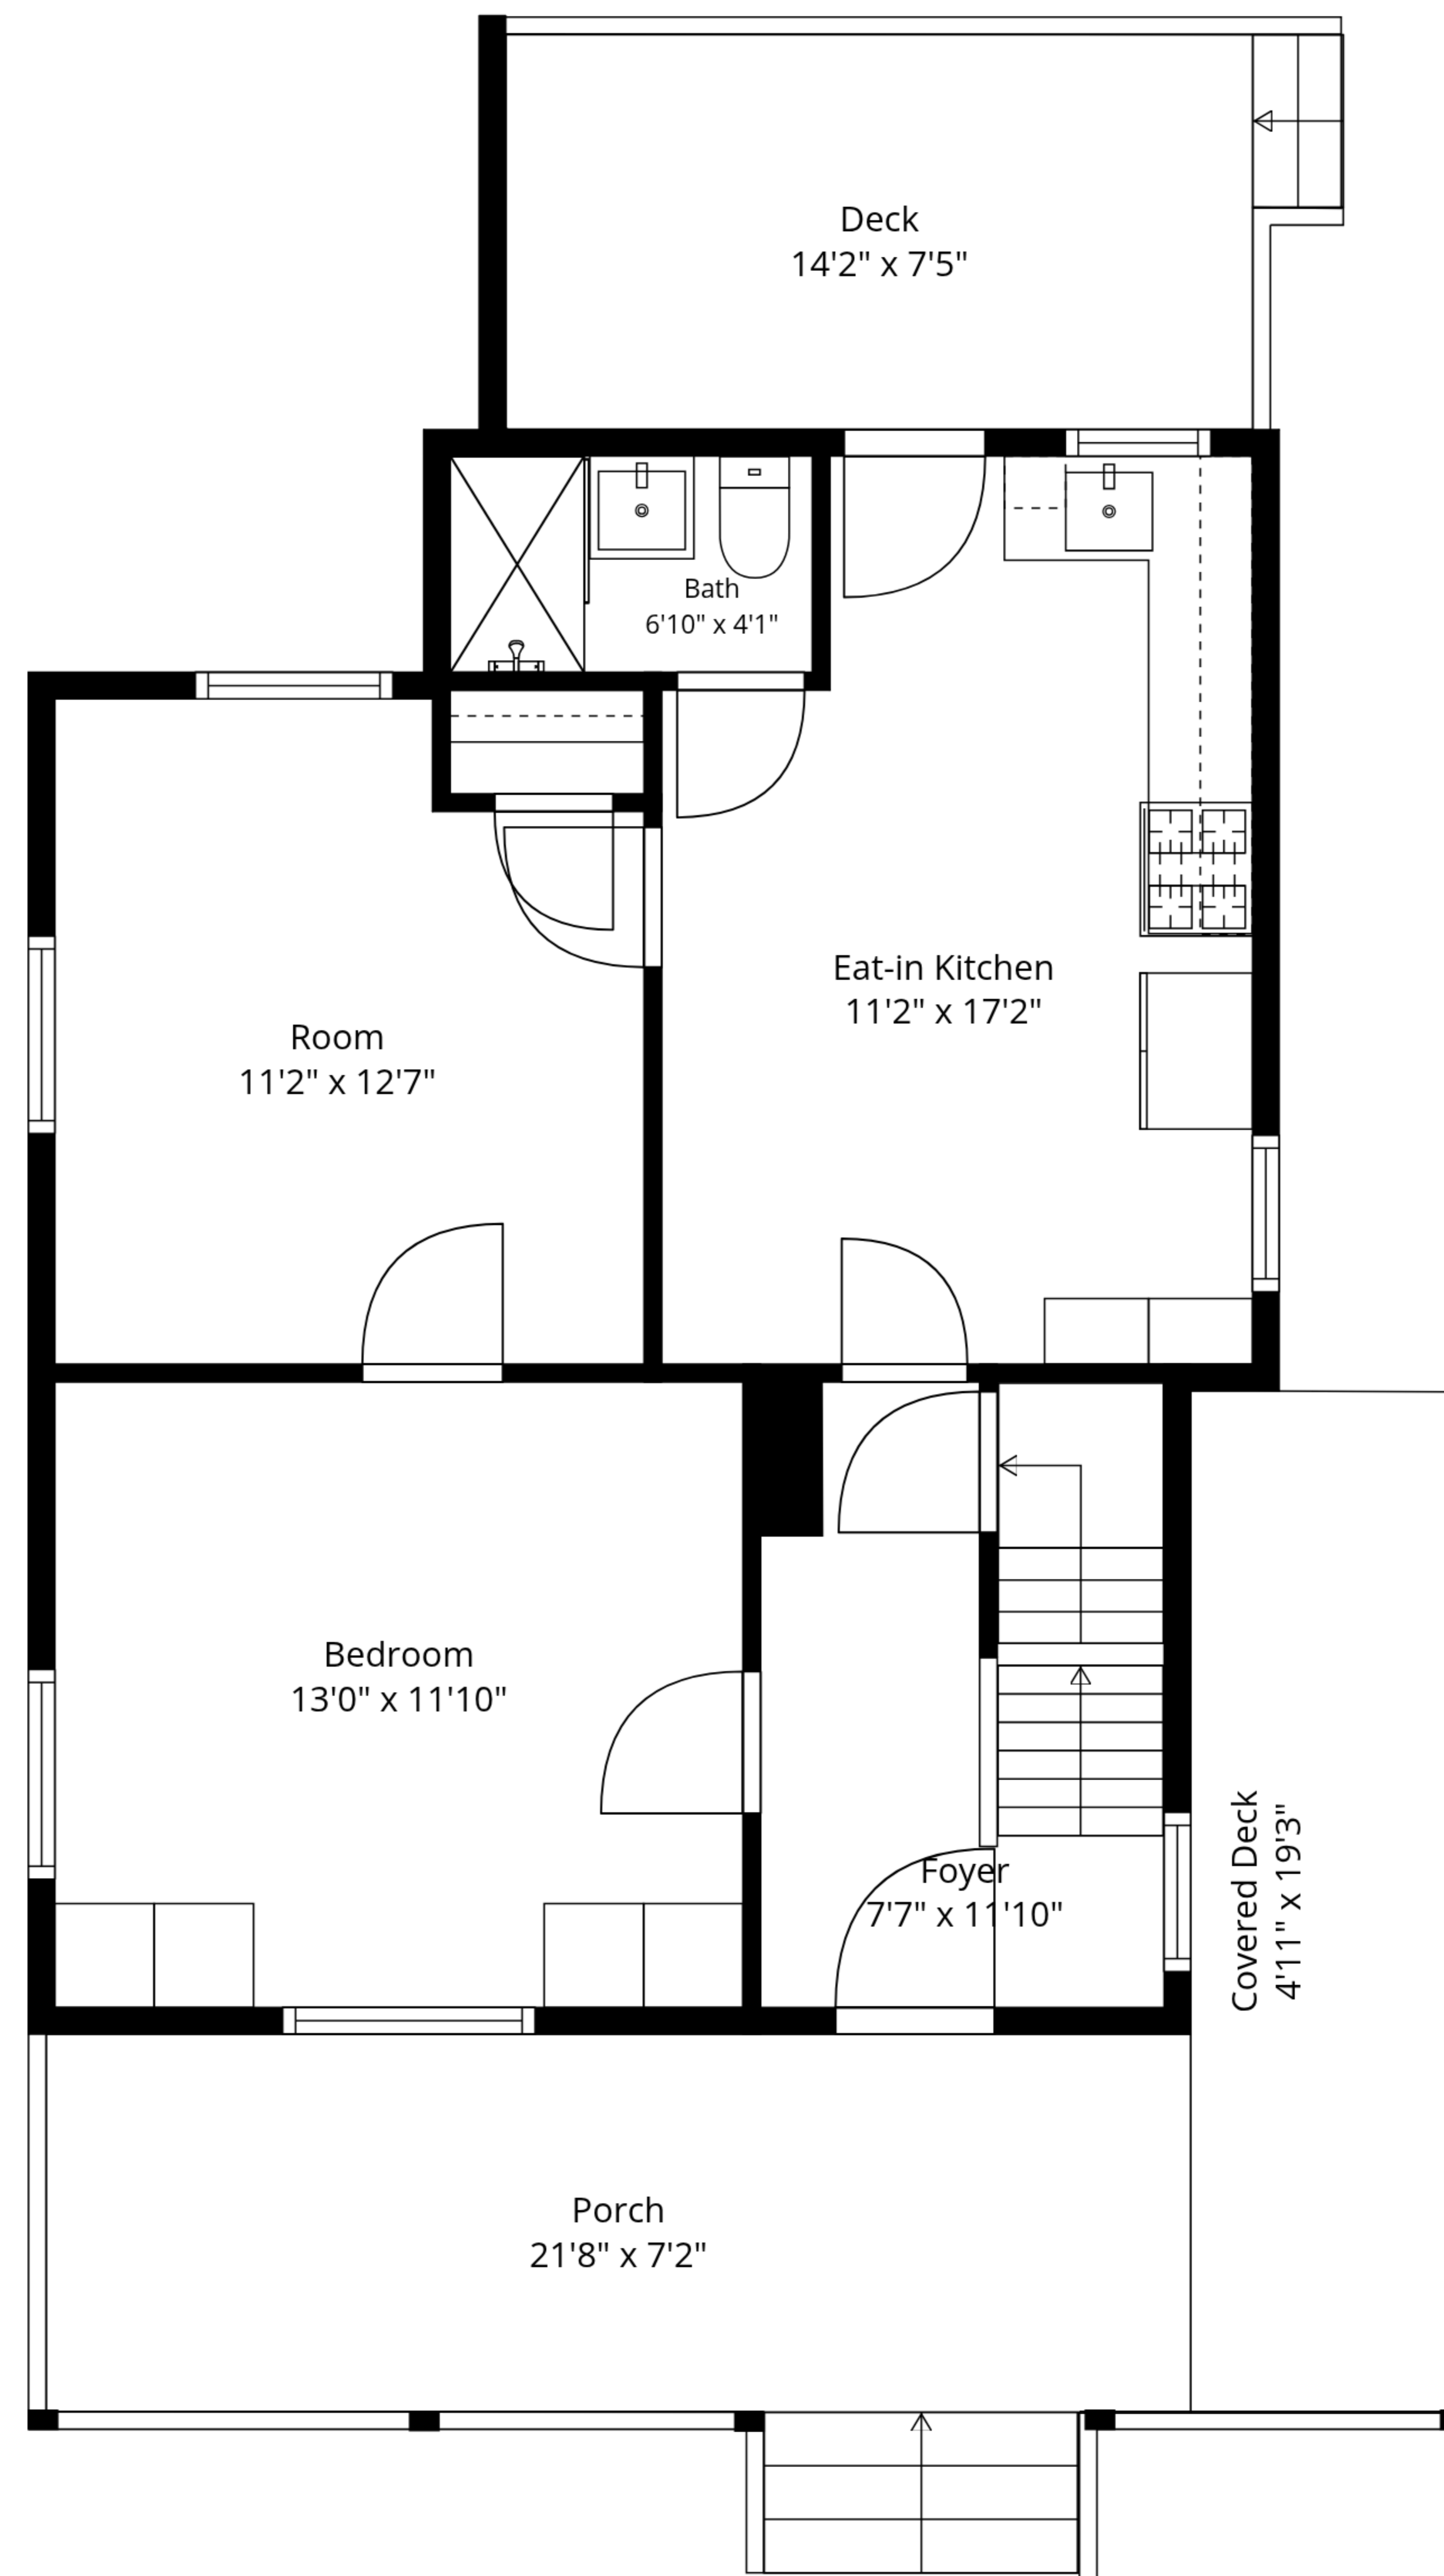 Deck
14'2" x 7'5"
Bath
6'10" x 4'1"
Eat-in Kitchen
11'2" x 17'2"
Room
11'2" x 12'7"
Bedroom
13'0" x 11'10"
Foyer
7'7" x 11'10"
Covered Deck
4'11" x 19'3"
Porch
21'8" x 7'2"